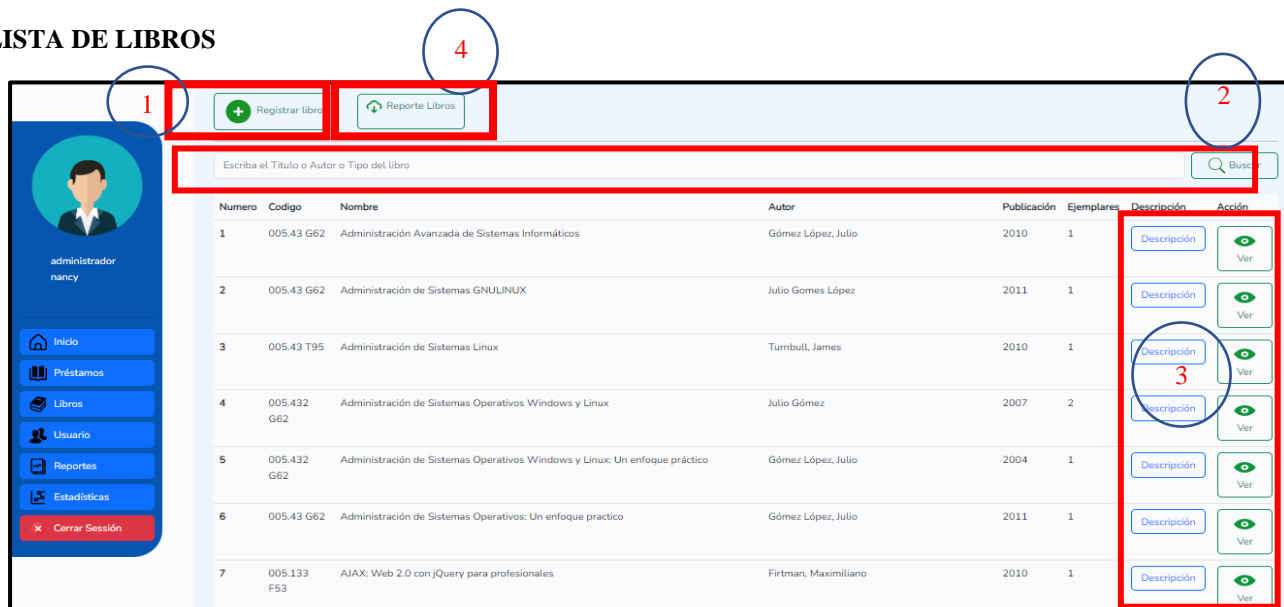 LISTA DE LIBROS
4
1
2
Registrar libro
Reporte Libros
Escriba el Titulo o Autor o Tipo del libro
Buscar
Numero Codigo Nombre Autor Publicación Ejemplares Descripción Acción
1 005.43 G62 Administración Avanzada de Sistemas Informáticos Gómez López, Julio 2010 1 Descripción
Ver
administrador
nancy
2 005.43 G62 Administración de Sistemas GNULINUX Julio Gomes López 2011 1 Descripción
Ver
Inicio
3 005.43 T95 Administración de Sistemas Linux Turnbull, James 2010 1 Descripción
Ver
Préstamos
3
Libros
4 005.432 Administración de Sistemas Operativos Windows y Linux Julio Gómez 2007 2 Descripción
G62
Ver
Usuario
5 005.432 Administración de Sistemas Operativos Windows y Linux: Un enfoque práctico Gómez López, Julio 2004 1 Descripción
G62
Ver
Reportes
Estadísticas
6 005.43 G62 Administración de Sistemas Operativos: Un enfoque practico Gómez López, Julio 2011 1 Descripción
Ver
Cerrar Sessión
7 005.133 AJAX: Web 2.0 con jQuery para profesionales Firtman, Maximiliano 2010 1 Descripción
F53
Ver